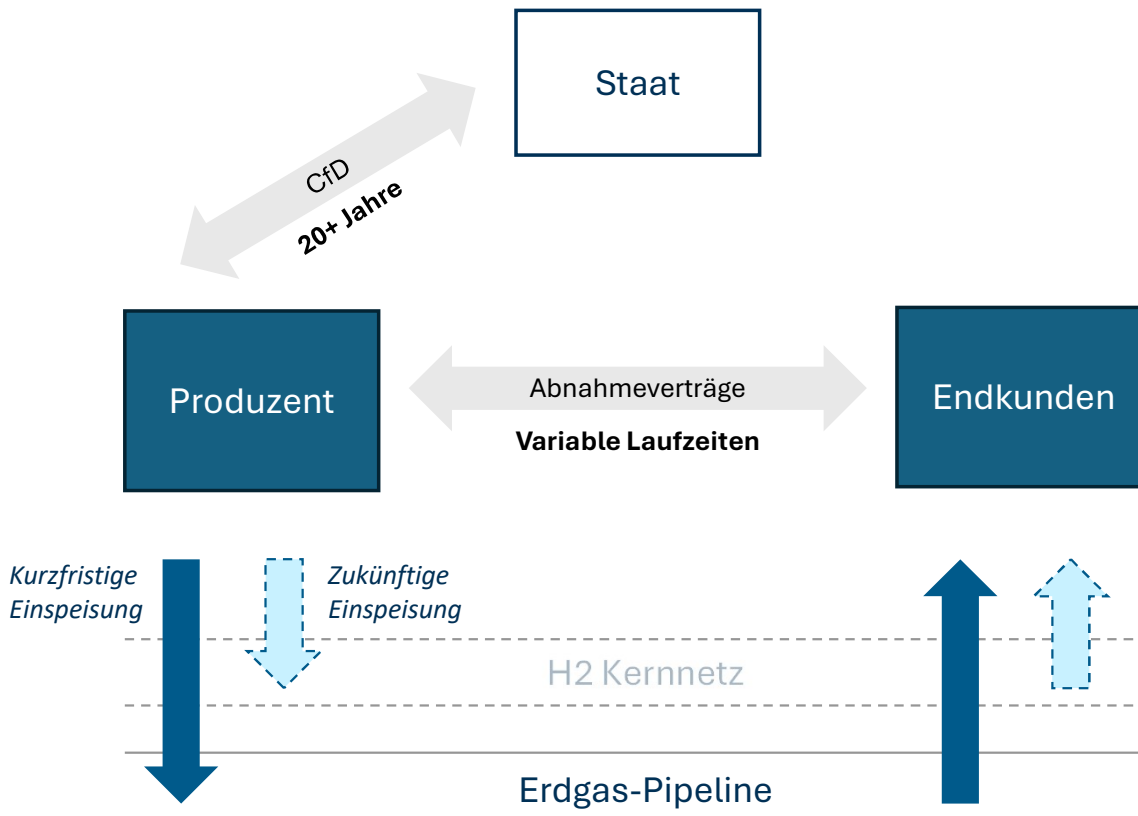 Staat
CfD
20+ Jahre
Produzent
Abnahmeverträge
Variable Laufzeiten
Endkunden
Kurzfristige
Einspeisung
Zukünftige
Einspeisung
H2 Kernnetz
Erdgas-Pipeline